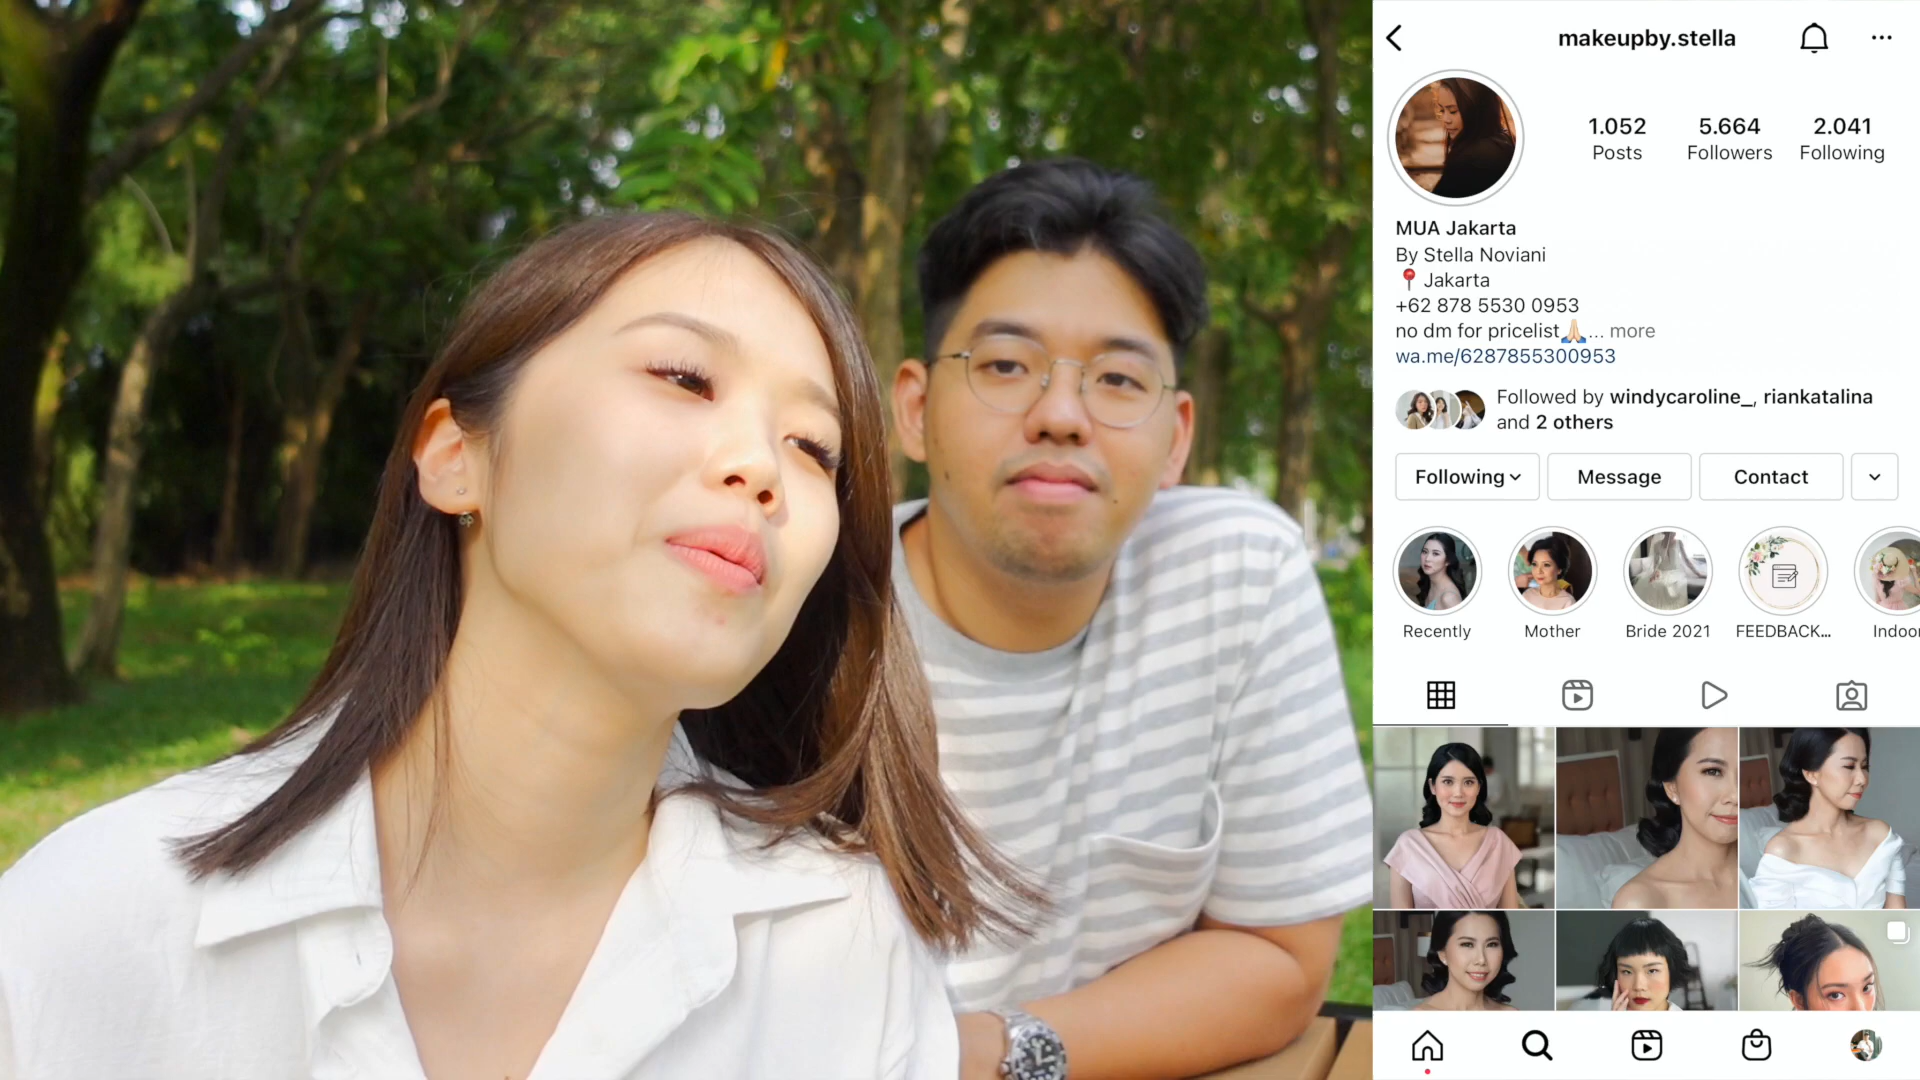 makeupby.stella
1.052
Posts
5.664
Followers
2.041
Following
MUA Jakarta
By Stella Noviani
📍 Jakarta
+62 878 5530 0953
no dm for pricelist🙏🏻... more
wa.me/6287855300953
Followed by windycaroline_, riankatalina
and 2 others
Following
Message
Contact
Recently
Mother
Bride 2021
FEEDBACK...
Indoor